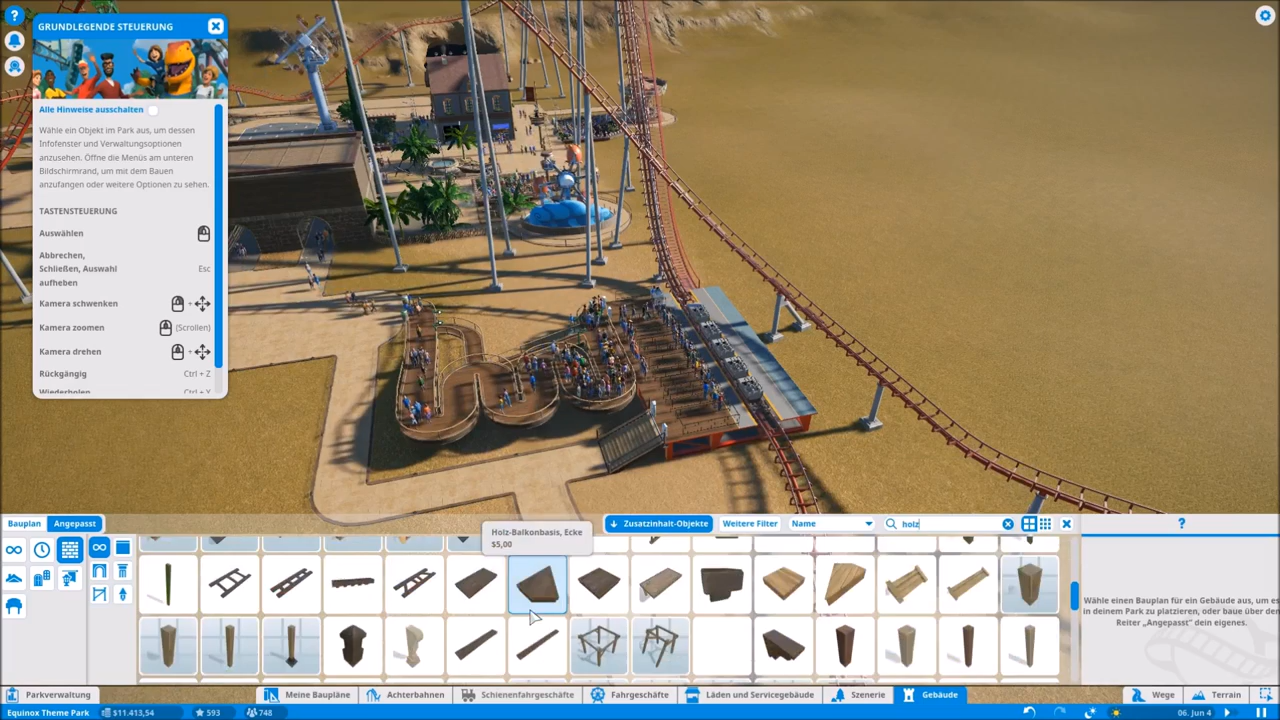 GRUNDLEGENDE STEUERUNG
Alle Hinweise ausschalten
Wähle ein Objekt im Park aus, um dessen
Infofenster und Verwaltungsoptionen
anzusehen. Öffne die Menüs am unteren
Bildschirmrand, um mit dem Bauen
anzufangen oder weitere Optionen zu sehen.
TASTENSTEUERUNG
Auswählen
Abbrechen,
Schließen, Auswahl
aufheben
Esc
Kamera schwenken
+
Kamera zoomen
(Scrollen)
Kamera drehen
+
Rückgängig
Ctrl + Z
Wiederholen
Ctrl + Y
Bauplan
Angepasst
Holz-Balkonbasis, Ecke
$5,00
Zusatzinhalt-Objekte
Weitere Filter
Name
holz
?
Wähle einen Bauplan für ein Gebäude aus, um es
in deinem Park zu platzieren, oder baue über den
Reiter „Angepasst" dein eigenes.
Parkverwaltung
Meine Baupläne
Achterbahnen
Schienenfahrgeschäfte
Fahrgeschäfte
Läden und Servicegebäude
Szenerie
Gebäude
Wege
Terrain
Equinox Theme Park
$11.413,54
593
748
06. Jun 4